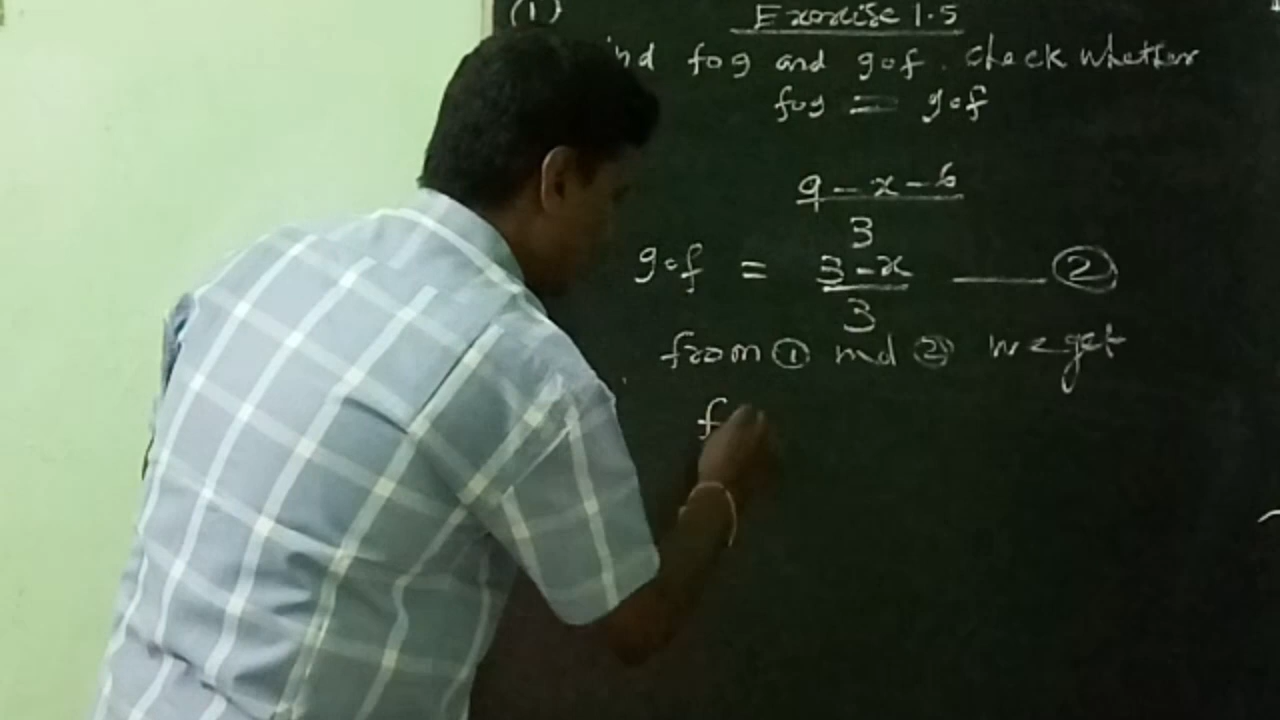 (1) Exercise 1.5
nd fog and gof. check whether
fog = gof
9 - x - 6
3
gof = 3 - x —— ②
3
from ① and ② we get
f